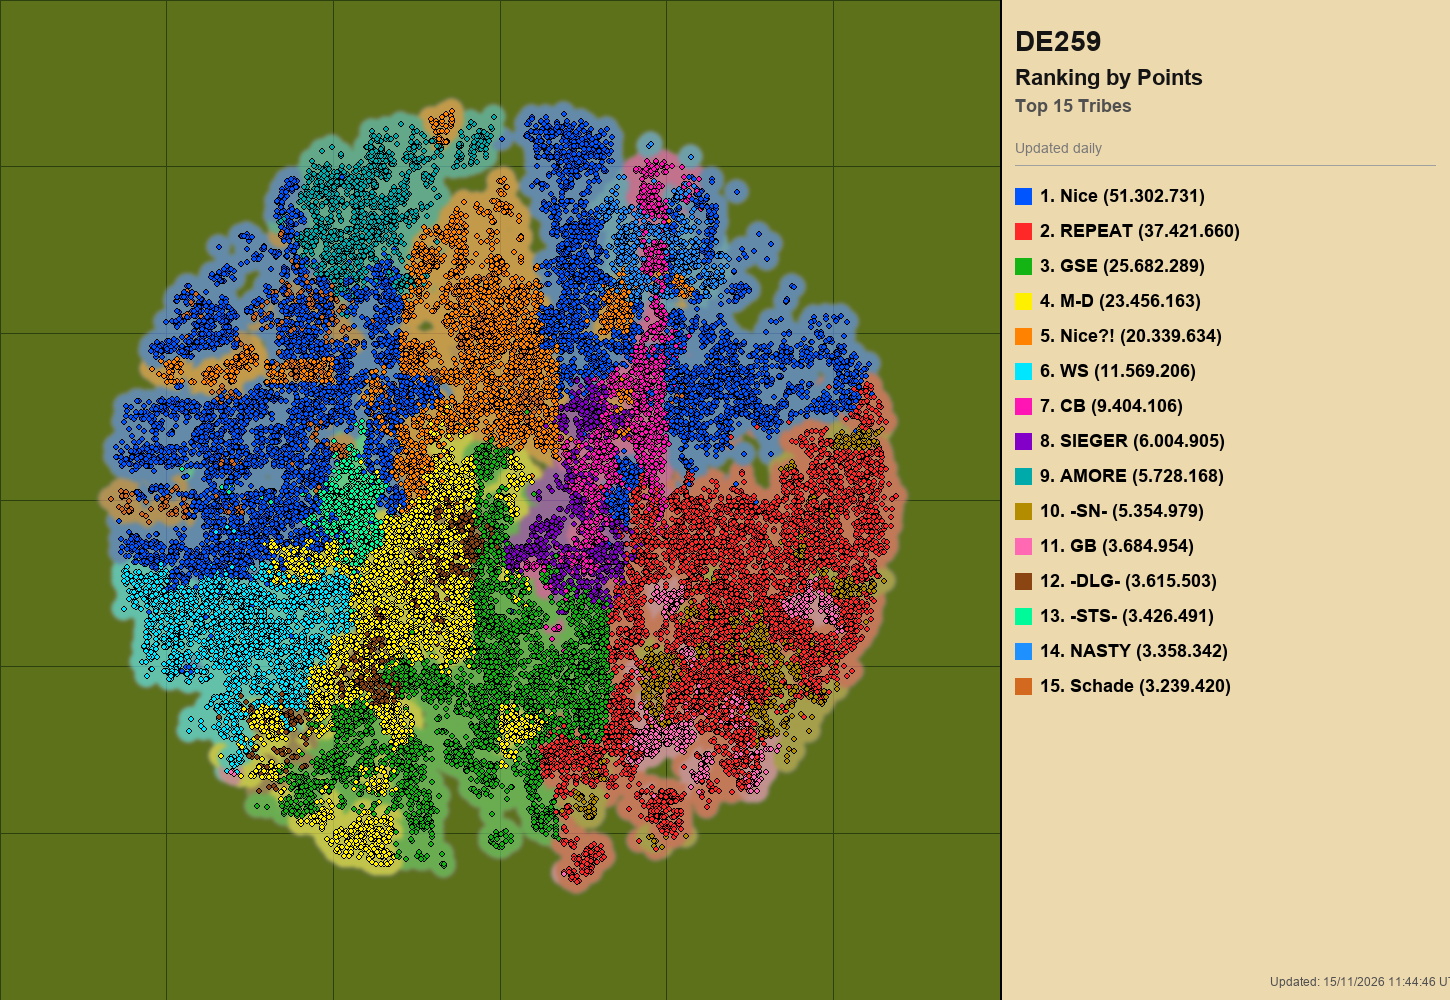 DE259
Ranking by Points
Top 15 Tribes
Updated daily
1. Nice (51.302.731)
2. REPEAT (37.421.660)
3. GSE (25.682.289)
4. M-D (23.456.163)
5. Nice?! (20.339.634)
6. WS (11.569.206)
7. CB (9.404.106)
8. SIEGER (6.004.905)
9. AMORE (5.728.168)
10. -SN- (5.354.979)
11. GB (3.684.954)
12. -DLG- (3.615.503)
13. -STS- (3.426.491)
14. NASTY (3.358.342)
15. Schade (3.239.420)
Updated: 15/11/2026 11:44:46